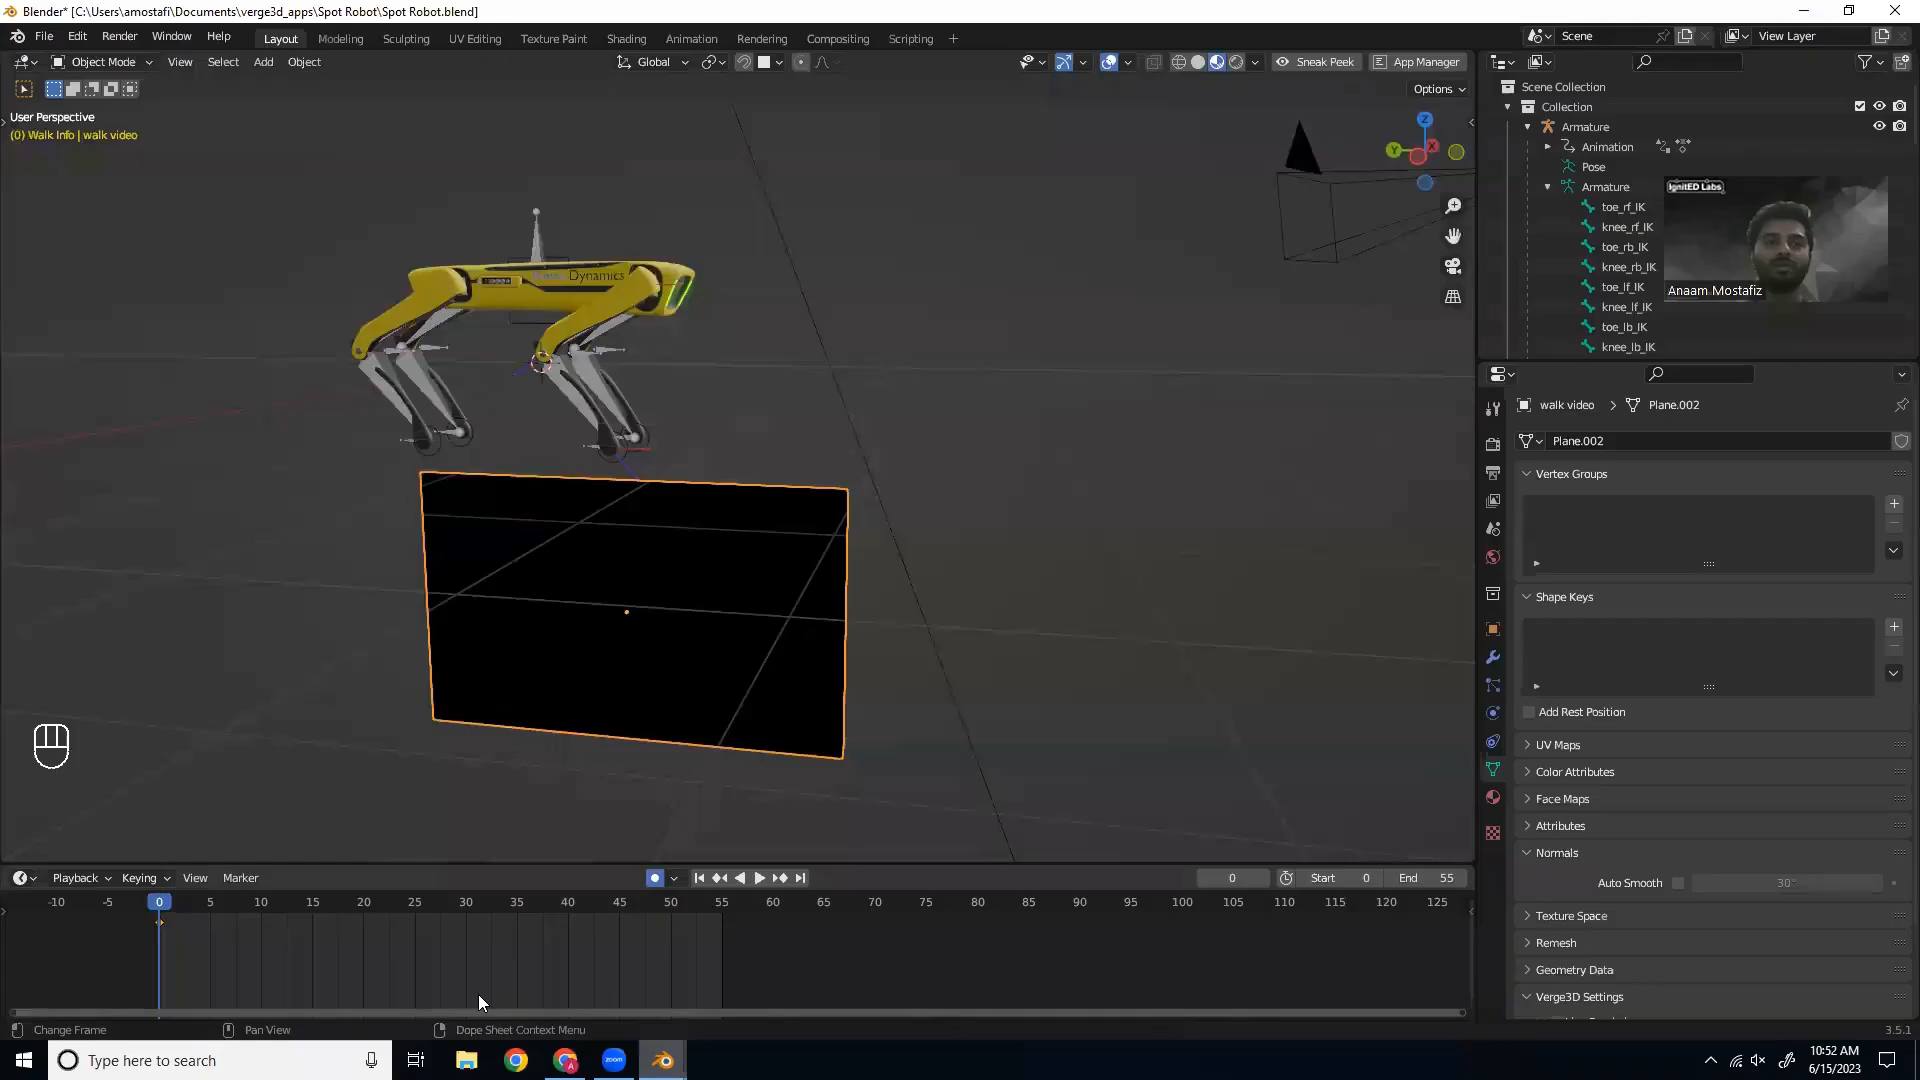 Blender* [C:\Users\amostafi\Documents\verge3d_apps\Spot Robot\Spot Robot.blend]
File Edit Render Window Help
Layout Modeling Sculpting UV Editing Texture Paint Shading Animation Rendering Compositing Scripting
Scene View Layer
Object Mode View Select Add Object
Global
Sneak Peek App Manager
Options
User Perspective
(0) Walk Info | walk video
Z
Y
X
Dynamics
Scene Collection
Collection
Armature
Animation
Pose
Armature
toe_rf_IK
knee_rf_IK
toe_rb_IK
knee_rb_IK
toe_lf_IK
knee_lf_IK
toe_lb_IK
knee_lb_IK
IgnitED Labs
Anaam Mostafiz
walk video Plane.002
Plane.002
Vertex Groups
Shape Keys
Add Rest Position
UV Maps
Color Attributes
Face Maps
Attributes
Normals
Auto Smooth 30°
Texture Space
Remesh
Geometry Data
Verge3D Settings
Playback Keying View Marker
0 Start 0 End 55
-10 -5 0 5 10 15 20 25 30 35 40 45 50 55 60 65 70 75 80 85 90 95 100 105 110 115 120 125
Change Frame Pan View Dope Sheet Context Menu
3.5.1
Type here to search
zoom
10:52 AM
6/15/2023